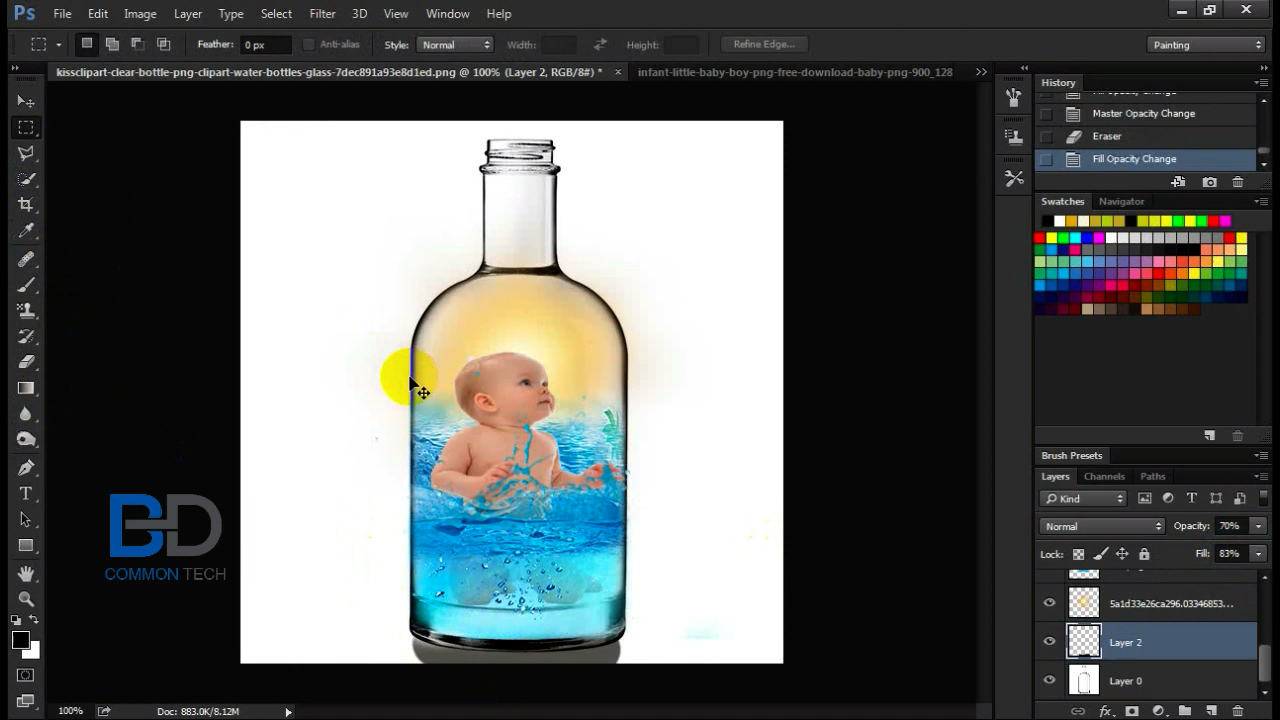 Ps File Edit Image Layer Type Select Filter 3D View Window Help
Feather: 0 px Anti-alias Style: Normal Width: Height: Refine Edge... Painting
kissclipart-clear-bottle-png-clipart-water-bottles-glass-7dec891a93e8d1ed.png @ 100% (Layer 2, RGB/8#) * × infant-little-baby-boy-png-free-download-baby-png-900_128
History
Master Opacity Change
Eraser
Fill Opacity Change
Swatches Navigator
Brush Presets
Layers Channels Paths
Kind
Normal Opacity: 70%
Lock: Fill: 83%
5a1d33e26ca296.03346853...
Layer 2
Layer 0
BD
COMMON TECH
100% Doc: 883.0K/8.12M